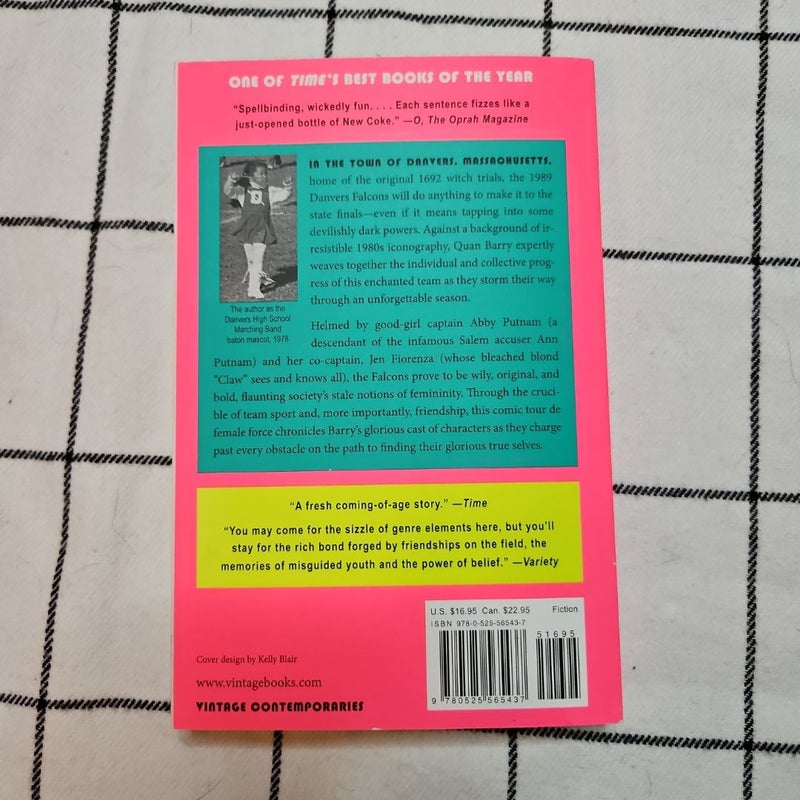 ONE OF TIME'S BEST BOOKS OF THE YEAR
"Spellbinding, wickedly fun. . . . Each sentence fizzes like a
just-opened bottle of New Coke." —O, The Oprah Magazine
IN THE TOWN OF DANVERS, MASSACHUSETTS,
home of the original 1692 witch trials, the 1989
Danvers Falcons will do anything to make it to the
state finals—even if it means tapping into some
devilishly dark powers. Against a background of ir-
resistible 1980s iconography, Quan Barry expertly
weaves together the individual and collective prog-
ress of this enchanted team as they storm their way
through an unforgettable season.
The author as the
Danvers High School
Marching Band
baton mascot, 1978
Helmed by good-girl captain Abby Putnam (a
descendant of the infamous Salem accuser Ann
Putnam) and her co-captain, Jen Fiorenza (whose bleached blond
"Claw" sees and knows all), the Falcons prove to be wily, original, and
bold, flaunting society's stale notions of femininity. Through the cruci-
ble of team sport and, more importantly, friendship, this comic tour de
female force chronicles Barry's glorious cast of characters as they charge
past every obstacle on the path to finding their glorious true selves.
"A fresh coming-of-age story." —Time
"You may come for the sizzle of genre elements here, but you'll
stay for the rich bond forged by friendships on the field, the
memories of misguided youth and the power of belief." —Variety
U.S. $16.95 Can. $22.95 Fiction
ISBN 978-0-525-56543-7
51695
9 780525 565437
Cover design by Kelly Blair
www.vintagebooks.com
VINTAGE CONTEMPORARIES